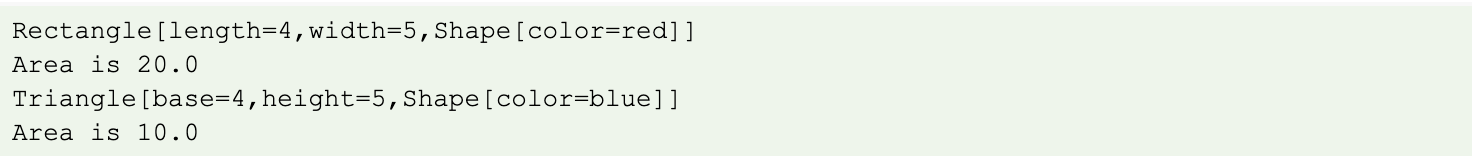 Rectangle[length=4,width=5,Shape[color=red]]
Area is 20.0
Triangle[base=4,height=5,Shape[color=blue]]
Area is 10.0